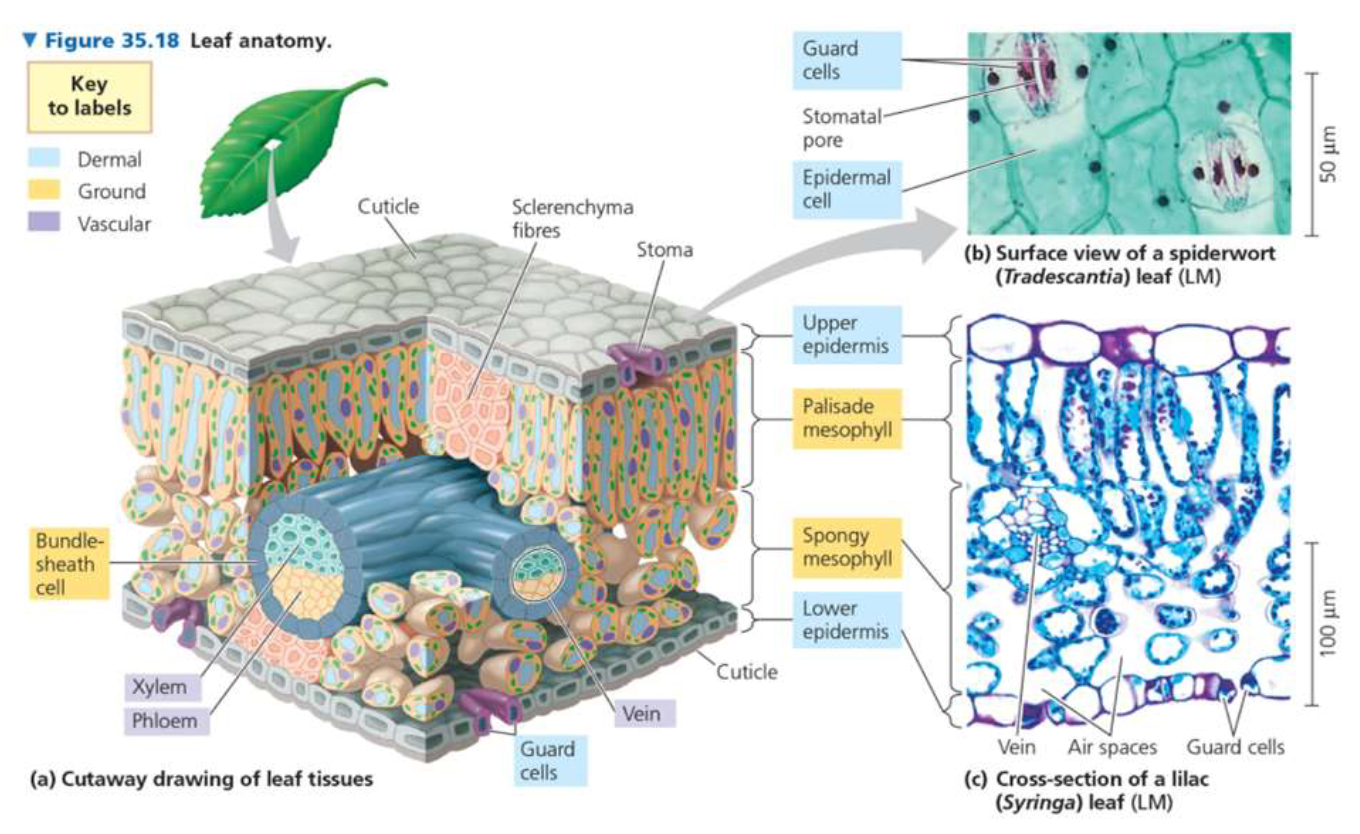 ▼ Figure 35.18 Leaf anatomy.
Key
to labels
Dermal
Ground
Vascular
Cuticle
Sclerenchyma
fibres
Stoma
Bundle-
sheath
cell
Xylem
Phloem
Guard
cells
Vein
Cuticle
(a) Cutaway drawing of leaf tissues
Guard
cells
Stomatal
pore
Epidermal
cell
50 µm
(b) Surface view of a spiderwort
(Tradescantia) leaf (LM)
Upper
epidermis
Palisade
mesophyll
Spongy
mesophyll
Lower
epidermis
100 µm
Vein
Air spaces
Guard cells
(c) Cross-section of a lilac
(Syringa) leaf (LM)